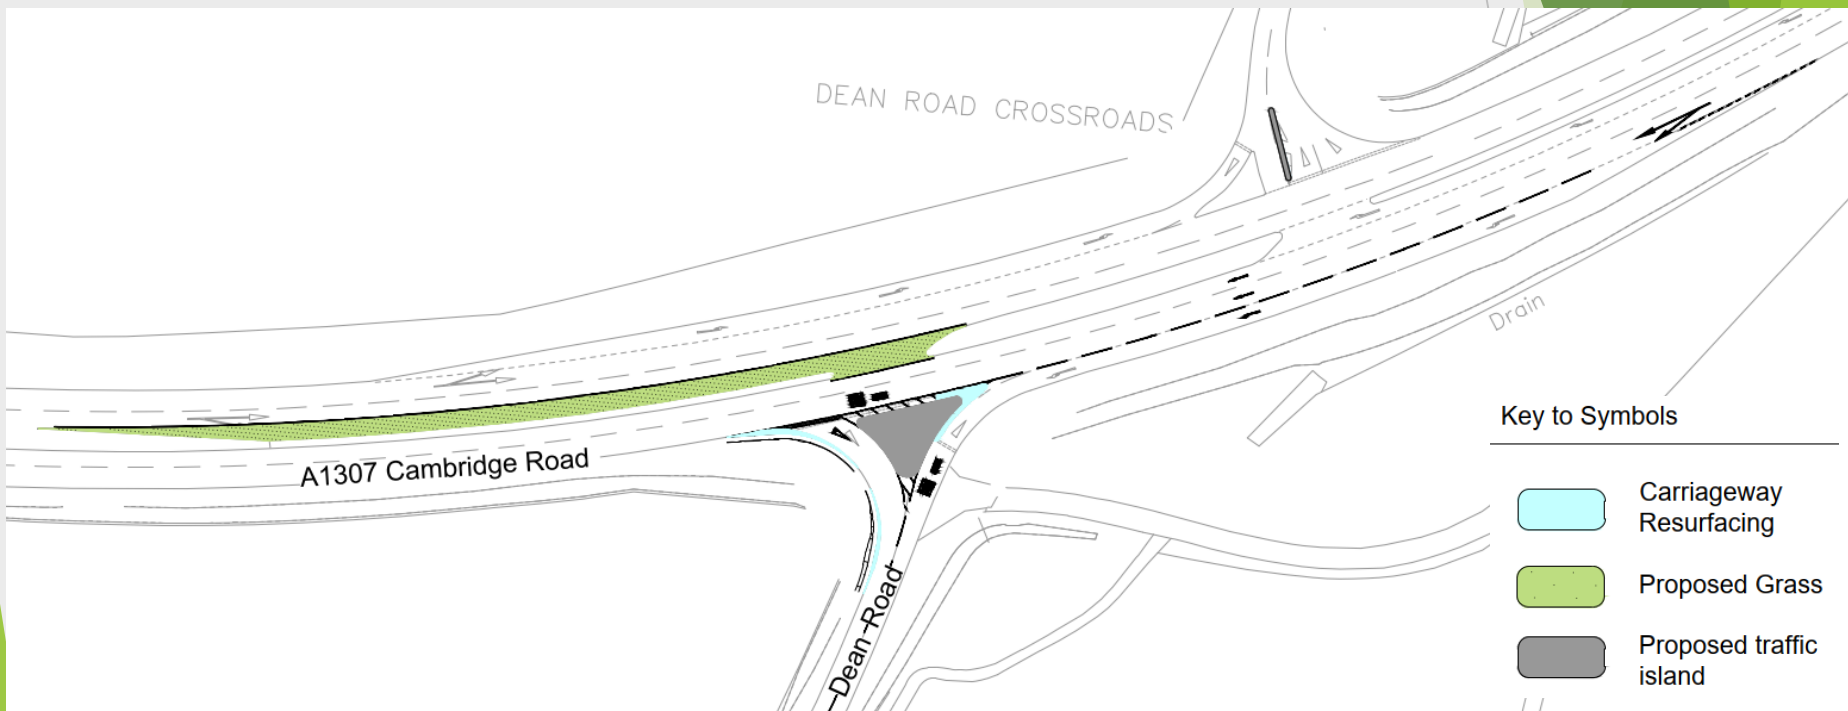 DEAN ROAD CROSSROADS
Drain
A1307 Cambridge Road
Dean Road
Key to Symbols
Carriageway
Resurfacing
Proposed Grass
Proposed traffic
island